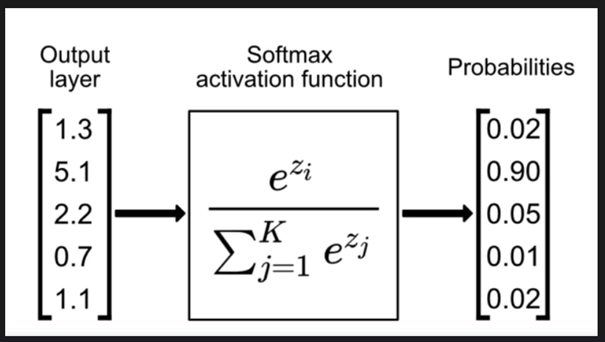 Output
layer
Softmax
activation function
Probabilities
1.3
5.1
2.2
0.7
1.1
e^{z_i}
∑_{j=1}^{K} e^{z_j}
0.02
0.90
0.05
0.01
0.02